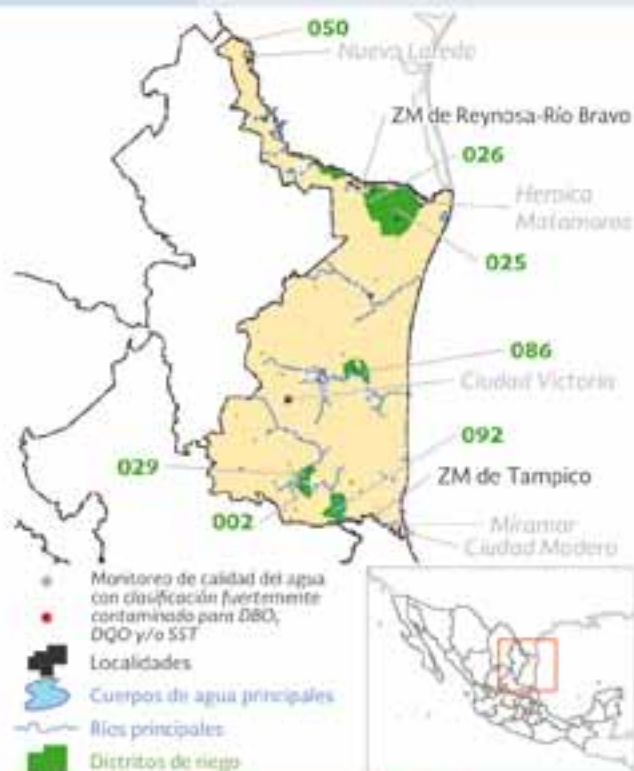 050
Nuevo Laredo
ZM de Reynosa-Río Bravo
026
Heroica
Matamoros
025
086
Ciudad Victoria
092
029
ZM de Tampico
002
Miramar
Ciudad Madero
Monitoreo de calidad del agua
con clasificación fuertemente
contaminada para DBO,
DQO y/o SST
Localidades
Cuerpos de agua principales
Ríos principales
Distritos de riego